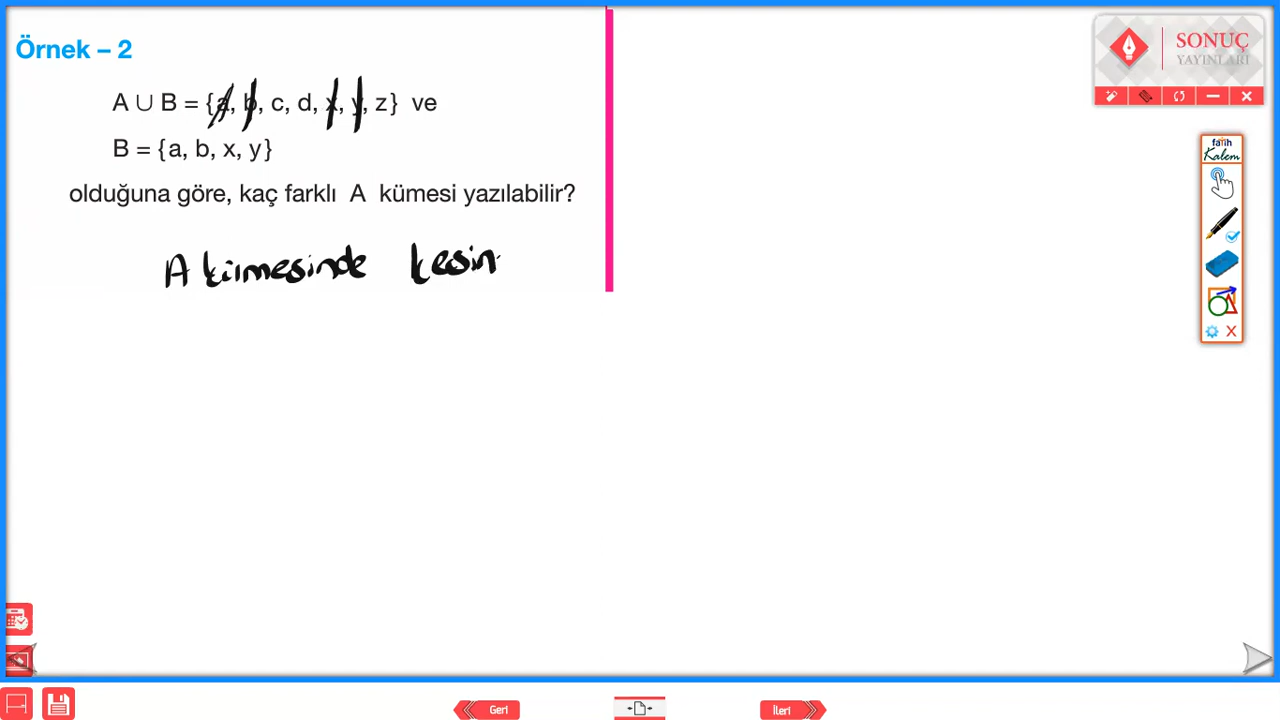 Örnek – 2
A ∪ B = {a, b, c, d, x, y, z} ve
B = {a, b, x, y}
olduğuna göre, kaç farklı A kümesi yazılabilir?
A kümesinde kesin
SONUÇ
YAYINLARI
fatih
Kalem
Geri
İleri